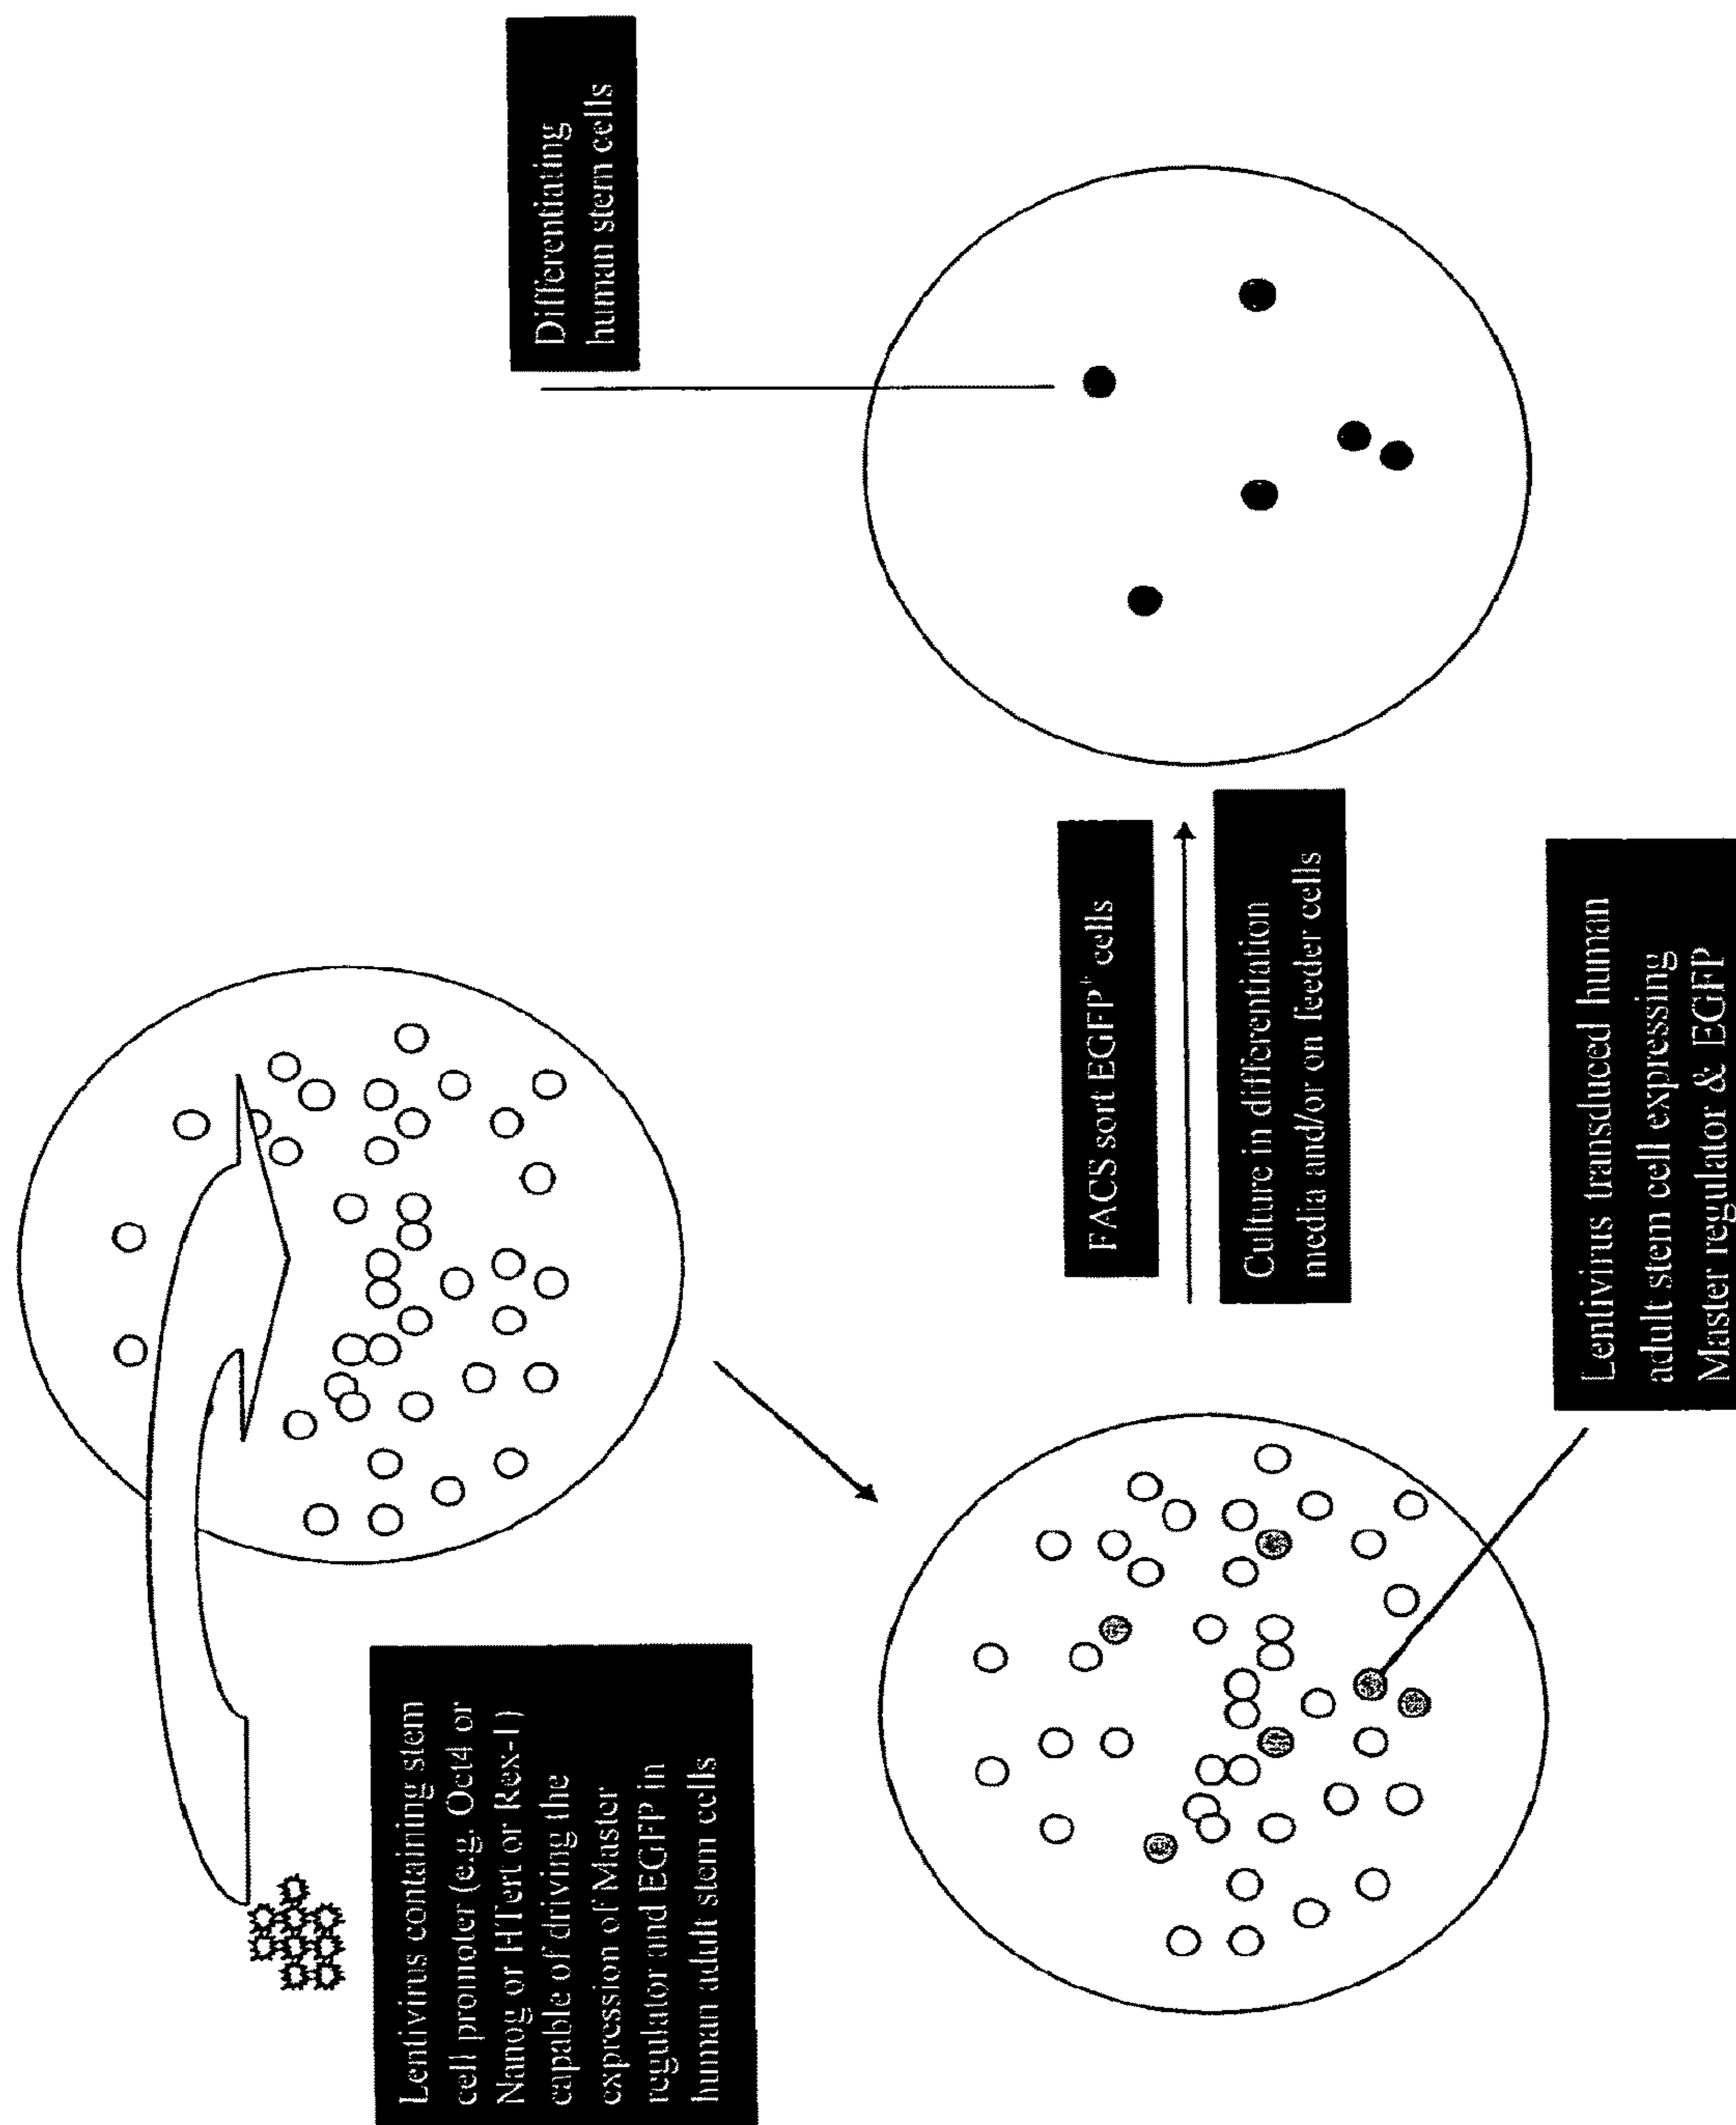 Lentivirus containing stem
cell promoter (e.g. Oct4 or
Nanog or HTert or Rex-1)
capable of driving the
expression of Master
regulator and EGFP in
human adult stem cells
FACS sort EGFP+ cells
Culture in differentiation
media and/or on feeder cells
Lentivirus transduced human
adult stem cell expressing
Master regulator & EGFP
Differentiating
human stem cells